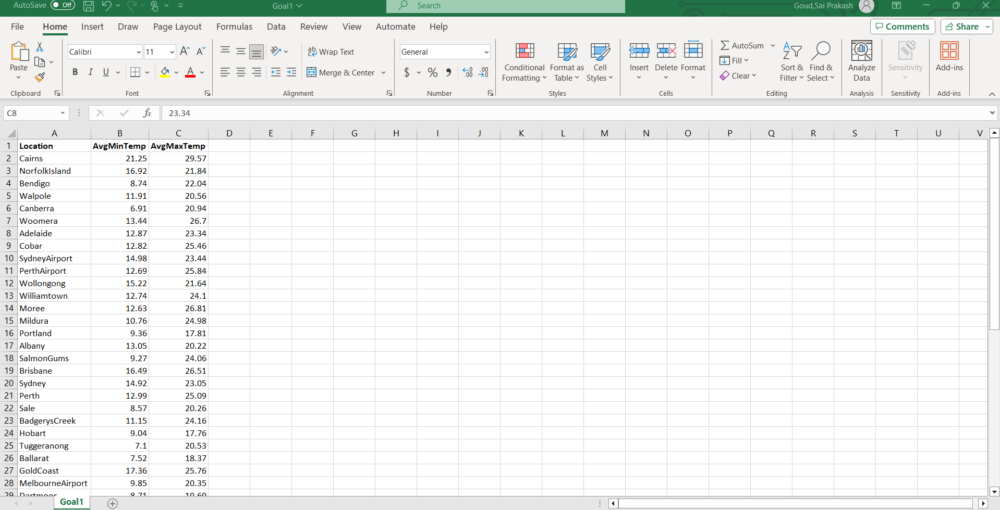 AutoSave Off Goal1 Search Goud,Sai Prakash
File Home Insert Draw Page Layout Formulas Data Review View Automate Help Comments Share
Paste
Clipboard
Calibri 11
B I U
Font
Wrap Text
Merge & Center
Alignment
General
$ % 
Number
Conditional Formatting
Format as Table
Cell Styles
Styles
Insert Delete Format
Cells
AutoSum
Fill
Clear
Sort & Filter
Find & Select
Editing
Analyze Data
Analysis
Sensitivity
Sensitivity
Add-ins
Add-ins
C8 fx 23.34
A B C D E F G H I J K L M N O P Q R S T U V
1 Location AvgMinTemp AvgMaxTemp
2 Cairns 21.25 29.57
3 NorfolkIsland 16.92 21.84
4 Bendigo 8.74 22.04
5 Walpole 11.91 20.56
6 Canberra 6.91 20.94
7 Woomera 13.44 26.7
8 Adelaide 12.87 23.34
9 Cobar 12.82 25.46
10 SydneyAirport 14.98 23.44
11 PerthAirport 12.69 25.84
12 Wollongong 15.22 21.64
13 Williamtown 12.74 24.1
14 Moree 12.63 26.81
15 Mildura 10.76 24.98
16 Portland 9.36 17.81
17 Albany 13.05 20.22
18 SalmonGums 9.27 24.06
19 Brisbane 16.49 26.51
20 Sydney 14.92 23.05
21 Perth 12.99 25.09
22 Sale 8.57 20.26
23 BadgerysCreek 11.15 24.16
24 Hobart 9.04 17.76
25 Tuggeranong 7.1 20.53
26 Ballarat 7.52 18.37
27 GoldCoast 17.36 25.76
28 MelbourneAirport 9.85 20.35
29 Dartmoor 8.71 19.69
Goal1